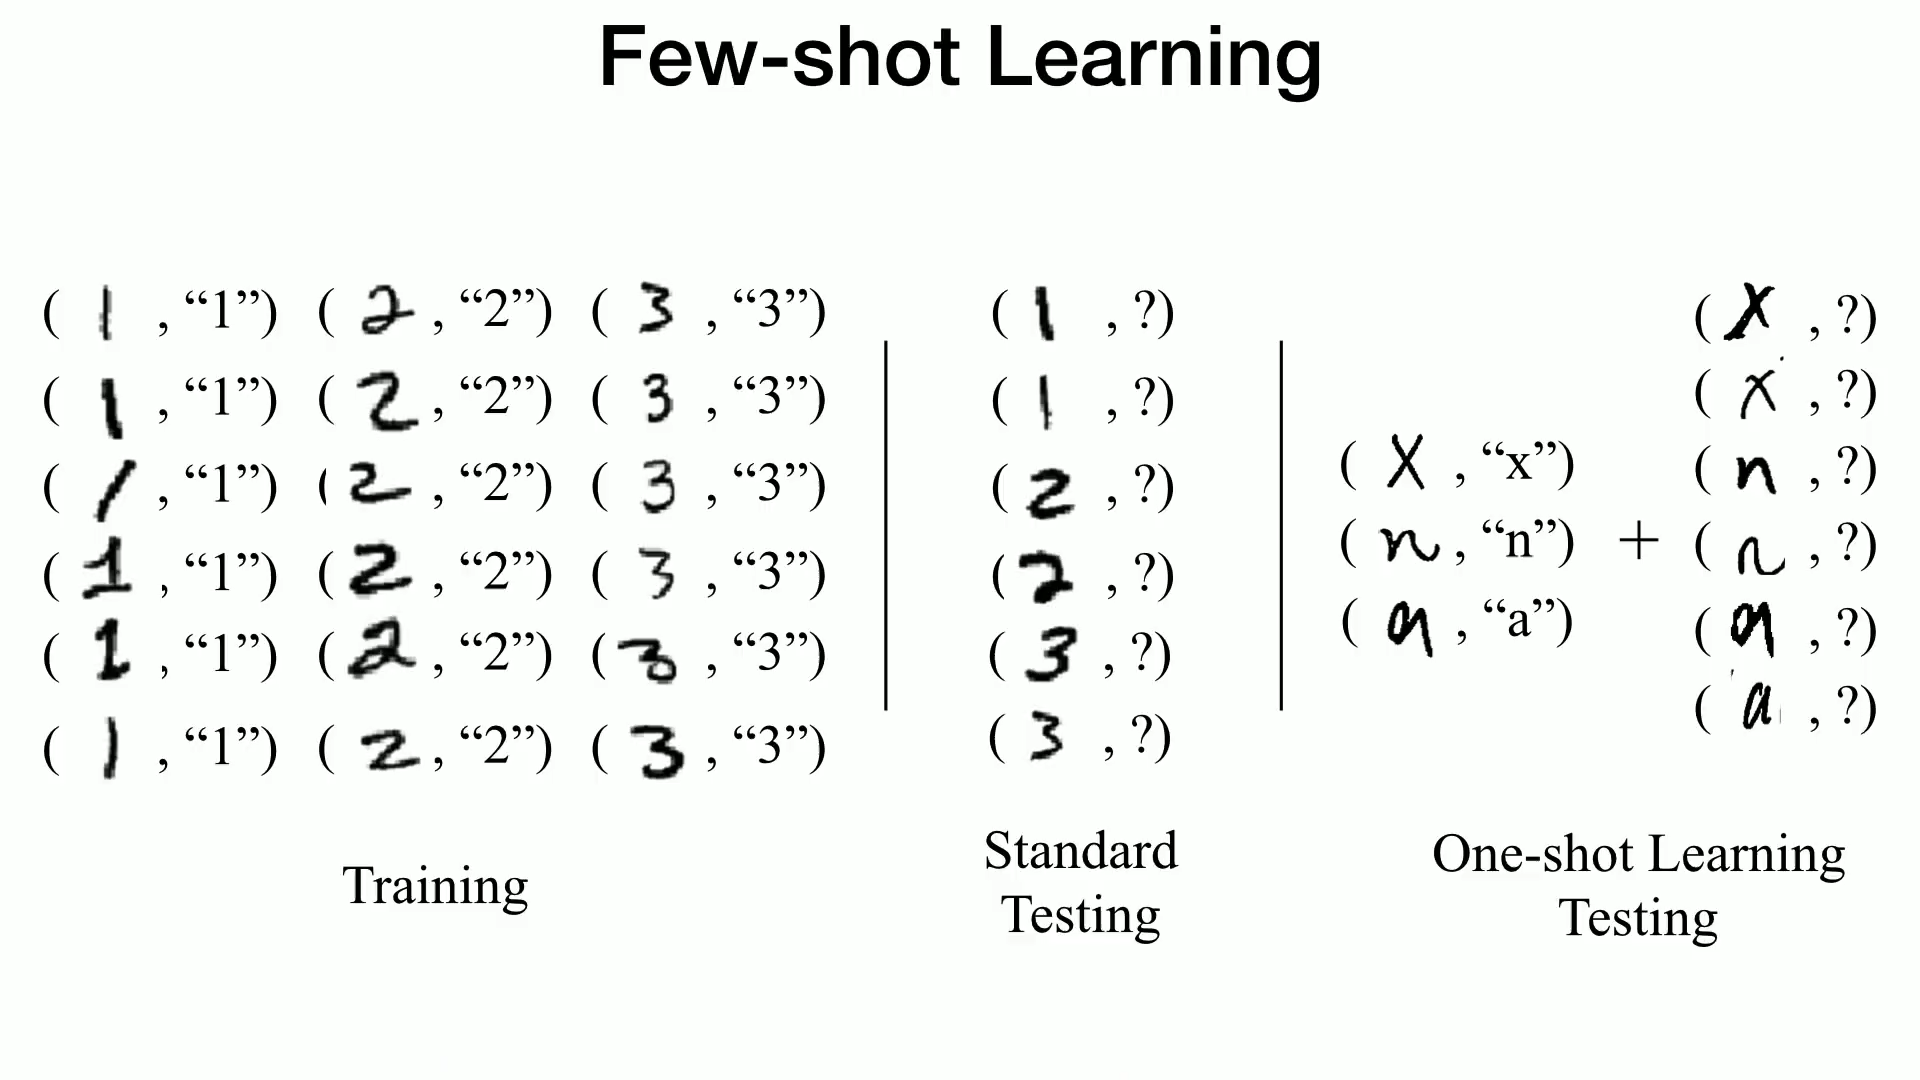 Few-shot Learning
( 1 , “1”) ( 2 , “2”) ( 3 , “3”)
( 1 , “1”) ( 2 , “2”) ( 3 , “3”)
( 1 , “1”) ( 2 , “2”) ( 3 , “3”)
( 1 , “1”) ( 2 , “2”) ( 3 , “3”)
( 1 , “1”) ( 2 , “2”) ( 3 , “3”)
( 1 , “1”) ( 2 , “2”) ( 3 , “3”)
Training
( 1 , ?)
( 1 , ?)
( 2 , ?)
( 2 , ?)
( 3 , ?)
( 3 , ?)
Standard
Testing
( x , “x”)
( n , “n”)
( a , “a”)
+
( x , ?)
( x , ?)
( n , ?)
( n , ?)
( a , ?)
( a , ?)
One-shot Learning
Testing